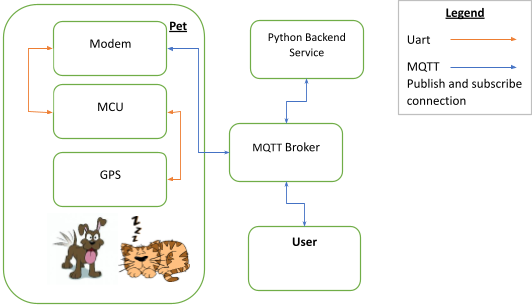 Pet
Modem
MCU
GPS
Z
Z
Z
Python Backend
Service
MQTT Broker
User
Legend
Uart
MQTT
Publish and subscribe
connection